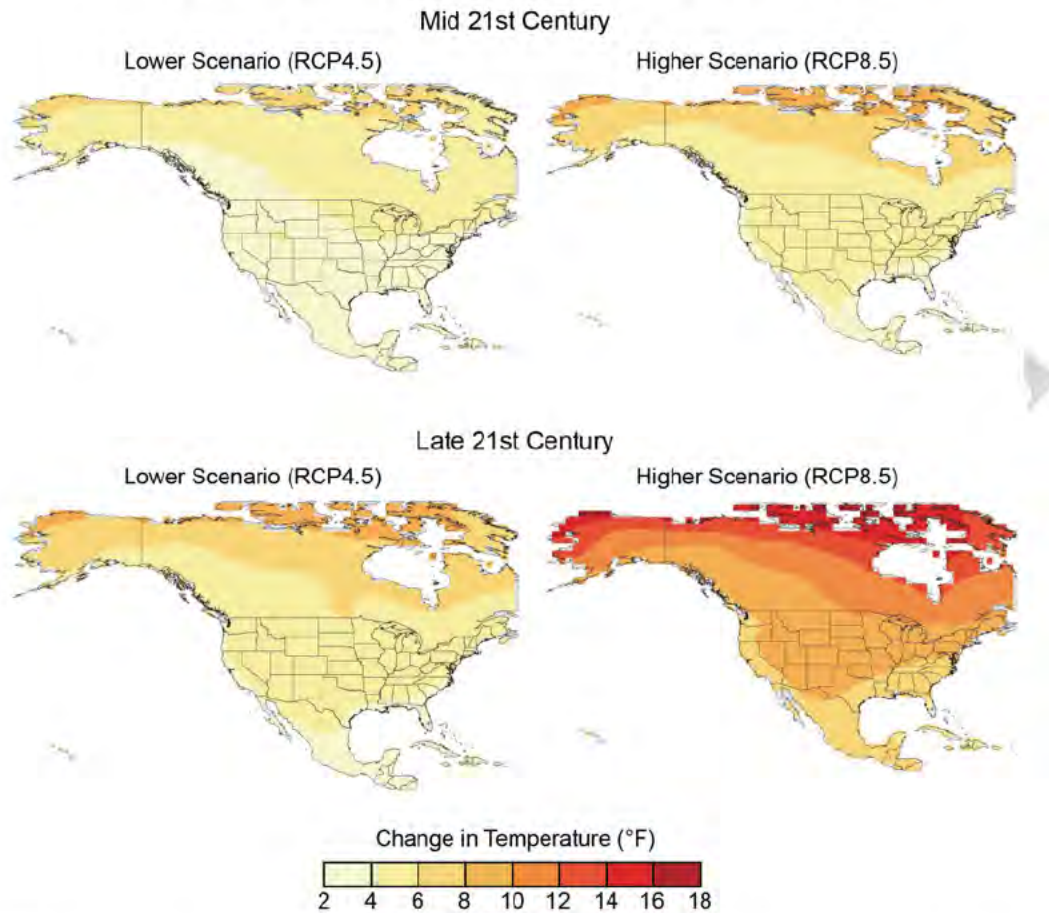 Mid 21st Century
Lower Scenario (RCP4.5)
Higher Scenario (RCP8.5)
Late 21st Century
Lower Scenario (RCP4.5)
Higher Scenario (RCP8.5)
Change in Temperature (°F)
2 4 6 8 10 12 14 16 18